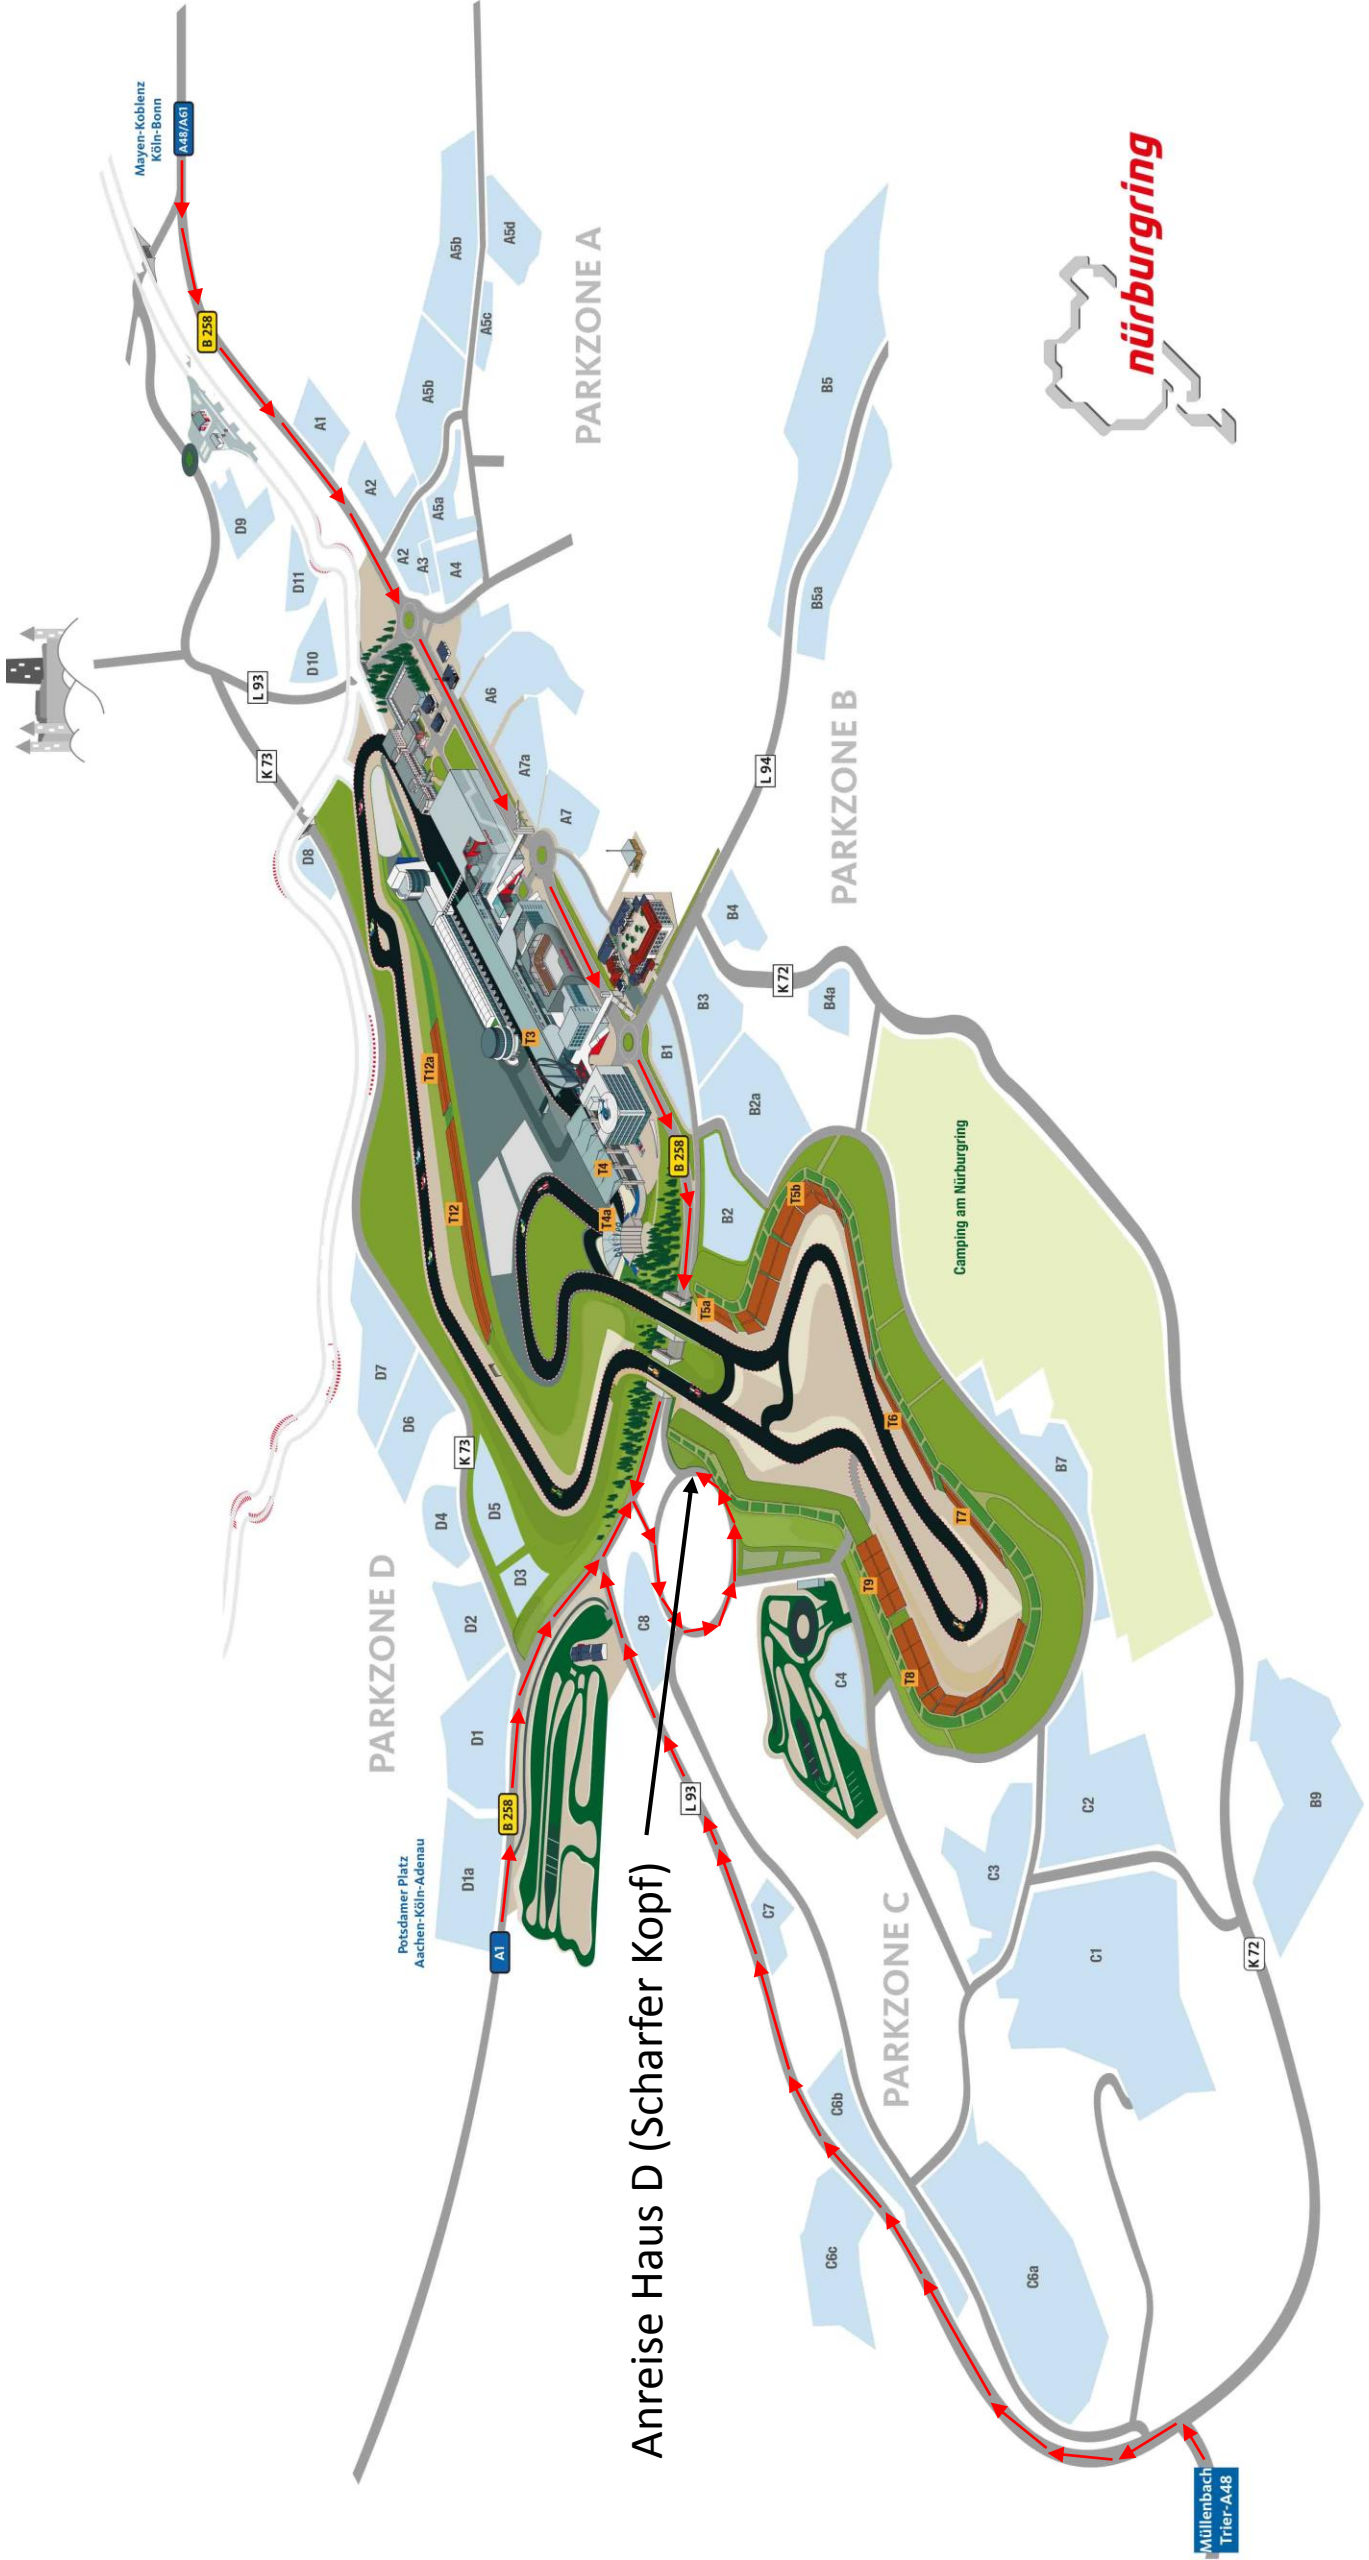 Mayen-Koblenz
Köln-Bonn
A48/A61
B 258
A1
A2
A5b
A5b
A5c
A5d
A5a
A2
A3
A4
PARKZONE A
D9
D11
D10
L 93
K 73
D8
A6
A7a
A7
B5
B5a
L 94
PARKZONE B
B4
K 72
B3
B4a
B1
B2a
B2
B 258
T3
T12a
T12
T4
T4a
T5a
T5b
T6
T7
T8
T9
Camping am Nürburgring
B7
B9
D7
D6
K 73
D5
D4
D3
D2
D1
D1a
PARKZONE D
Potsdamer Platz
Aachen-Köln-Adenau
A1
B 258
C8
C4
L 93
C7
C3
C2
C1
PARKZONE C
C6b
C6c
C6a
K 72
Müllenbach
Trier-A48
Anreise Haus D (Scharfer Kopf)
nürburgring